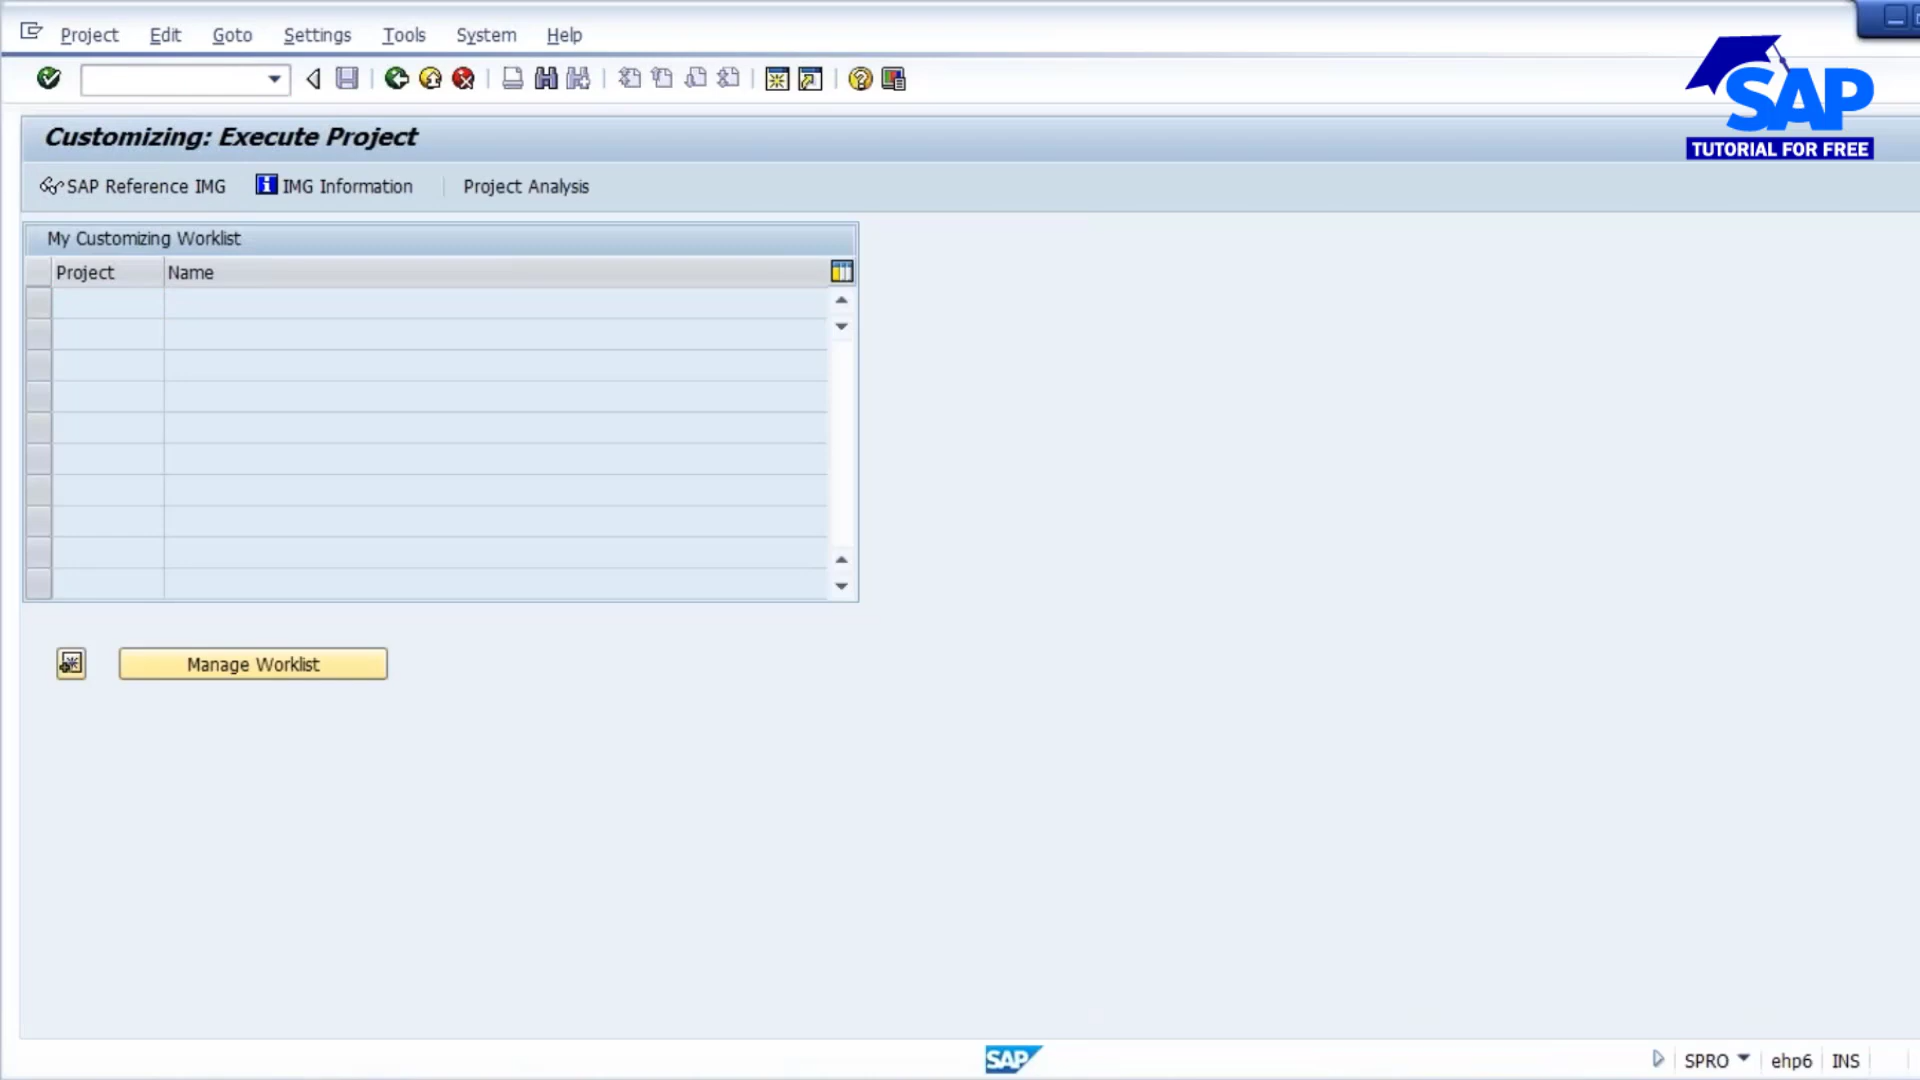 Project Edit Goto Settings Tools System Help
SAP
TUTORIAL FOR FREE
Customizing: Execute Project
SAP Reference IMG IMG Information Project Analysis
My Customizing Worklist
Project Name
Manage Worklist
SAP SPRO ehp6 INS